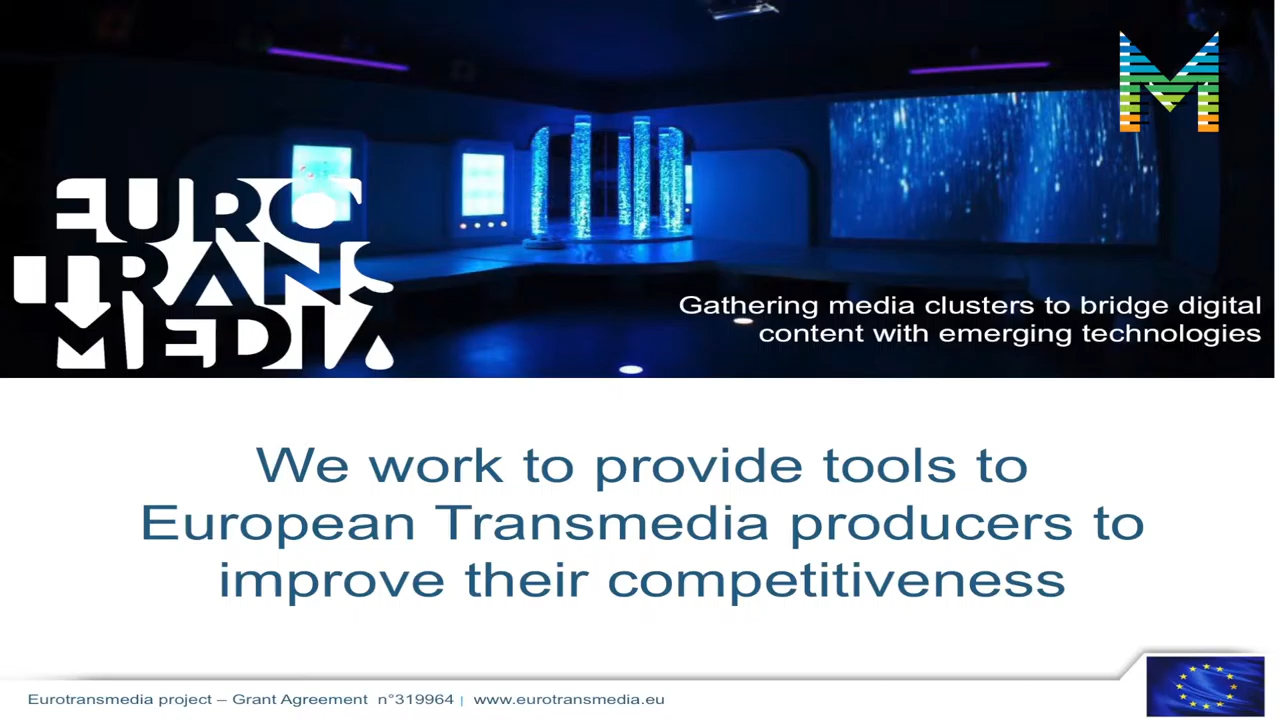 M
EURO
TRANS
MEDIA
Gathering media clusters to bridge digital
content with emerging technologies
We work to provide tools to
European Transmedia producers to
improve their competitiveness
Eurotransmedia project – Grant Agreement n°319964 | www.eurotransmedia.eu